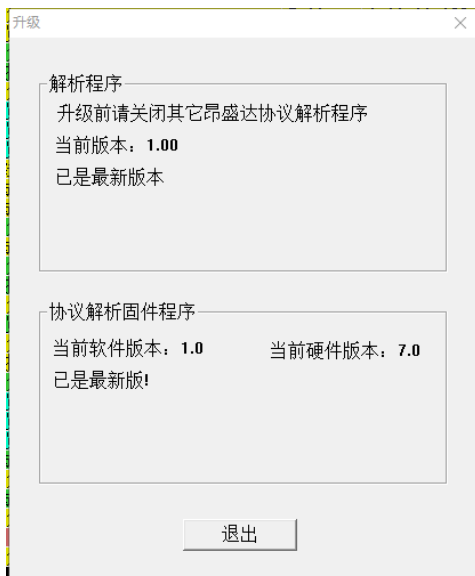 升级
解析程序
升级前请关闭其它昂盛达协议解析程序
当前版本：1.00
已是最新版本
协议解析固件程序
当前软件版本：1.0 当前硬件版本：7.0
已是最新版!
退出